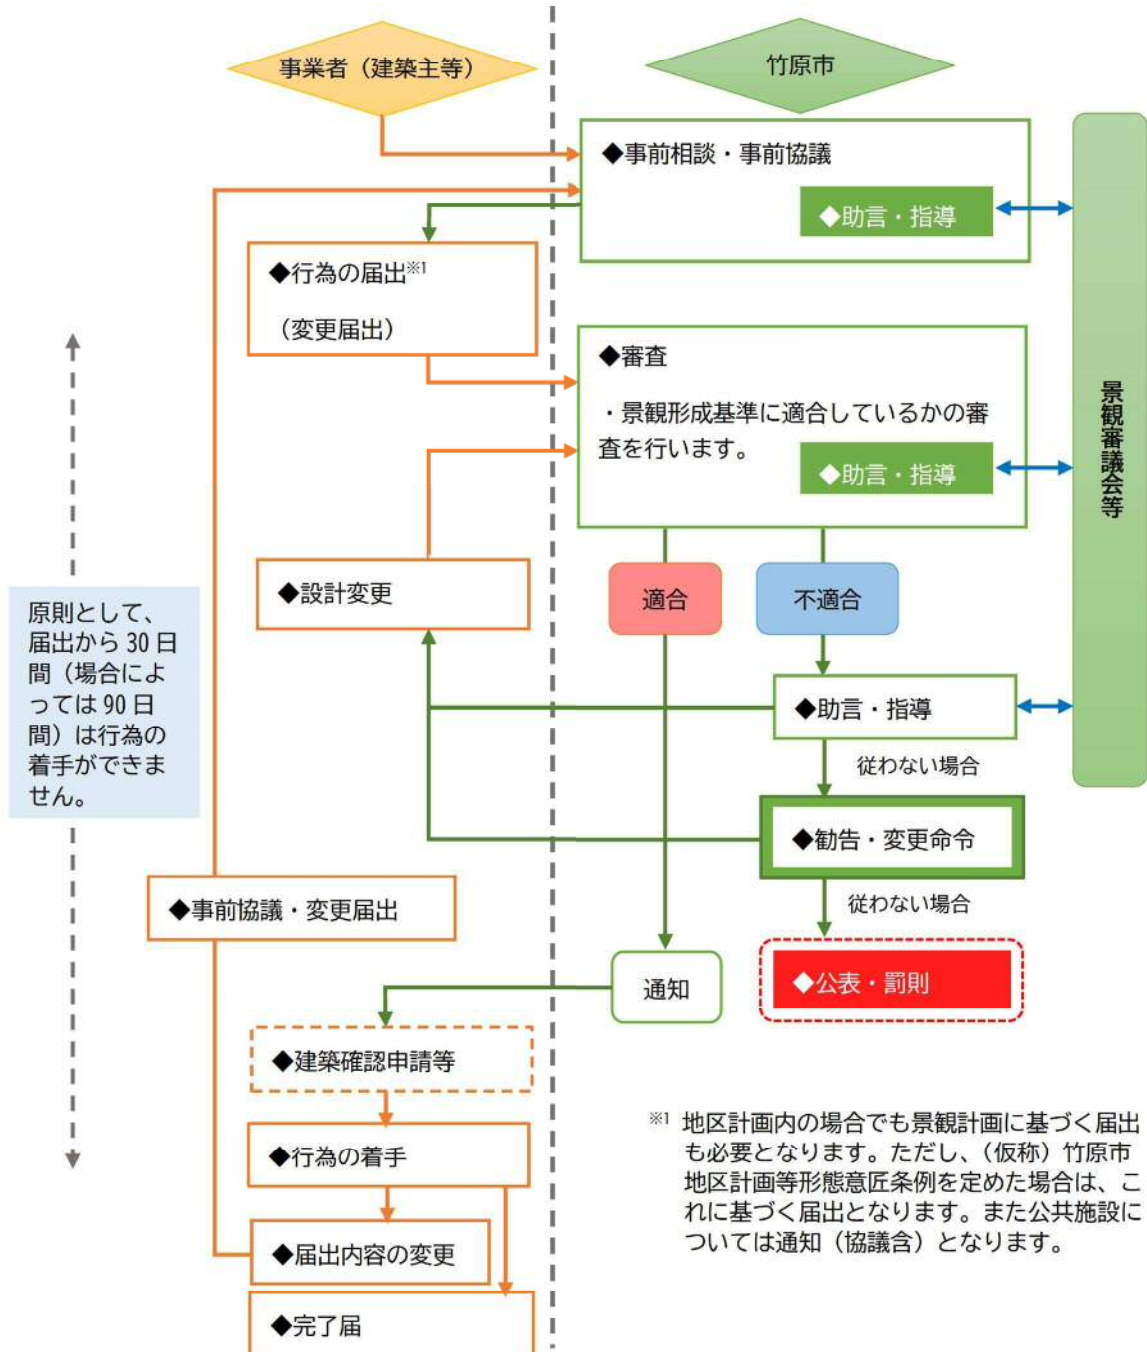 事業者（建築主等）
竹原市
◆事前相談・事前協議
◆助言・指導
◆行為の届出※1
（変更届出）
◆審査
・景観形成基準に適合しているかの審
査を行います。
◆助言・指導
景観審議会等
◆設計変更
適合
不適合
原則として、
届出から 30 日
間（場合によ
っては 90 日
間）は行為の
着手ができま
せん。
◆助言・指導
従わない場合
◆勧告・変更命令
従わない場合
◆事前協議・変更届出
◆公表・罰則
通知
◆建築確認申請等
◆行為の着手
◆届出内容の変更
◆完了届
※1 地区計画内の場合でも景観計画に基づく届出
も必要となります。ただし、（仮称）竹原市
地区計画等形態意匠条例を定めた場合は、こ
れに基づく届出となります。また公共施設に
ついては通知（協議含）となります。